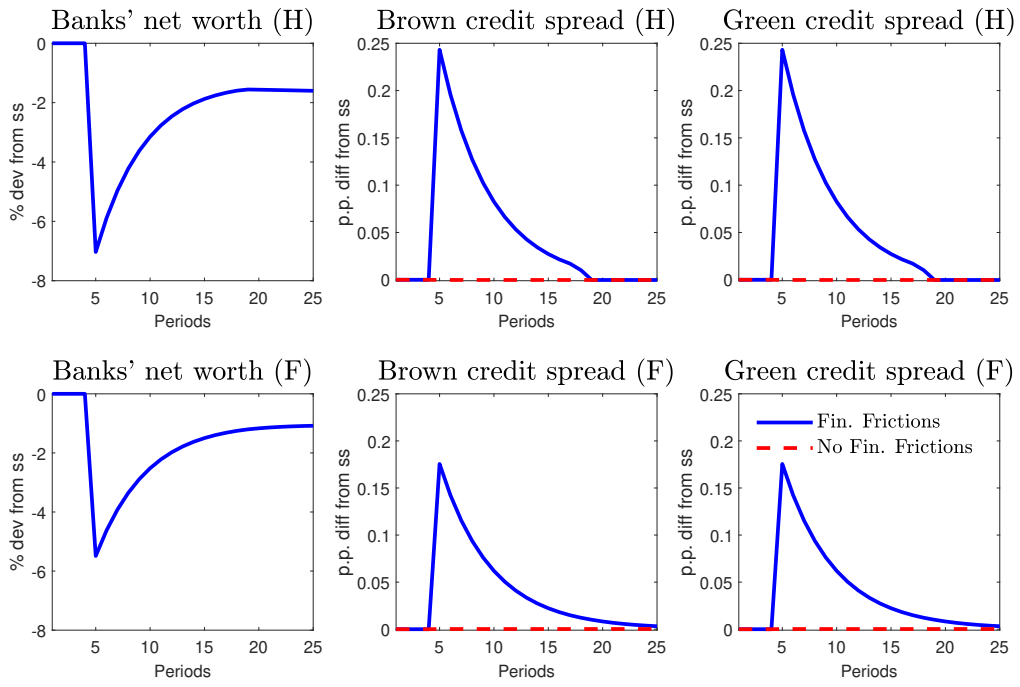 Banks' net worth (H)
% dev from ss
0
-2
-4
-6
-8
5 10 15 20 25
Periods
Brown credit spread (H)
p.p. diff from ss
0.25
0.2
0.15
0.1
0.05
0
5 10 15 20 25
Periods
Green credit spread (H)
p.p. diff from ss
0.25
0.2
0.15
0.1
0.05
0
5 10 15 20 25
Periods
Banks' net worth (F)
% dev from ss
0
-2
-4
-6
-8
5 10 15 20 25
Periods
Brown credit spread (F)
p.p. diff from ss
0.25
0.2
0.15
0.1
0.05
0
5 10 15 20 25
Periods
Green credit spread (F)
p.p. diff from ss
0.25
0.2
0.15
0.1
0.05
0
Fin. Frictions
No Fin. Frictions
5 10 15 20 25
Periods